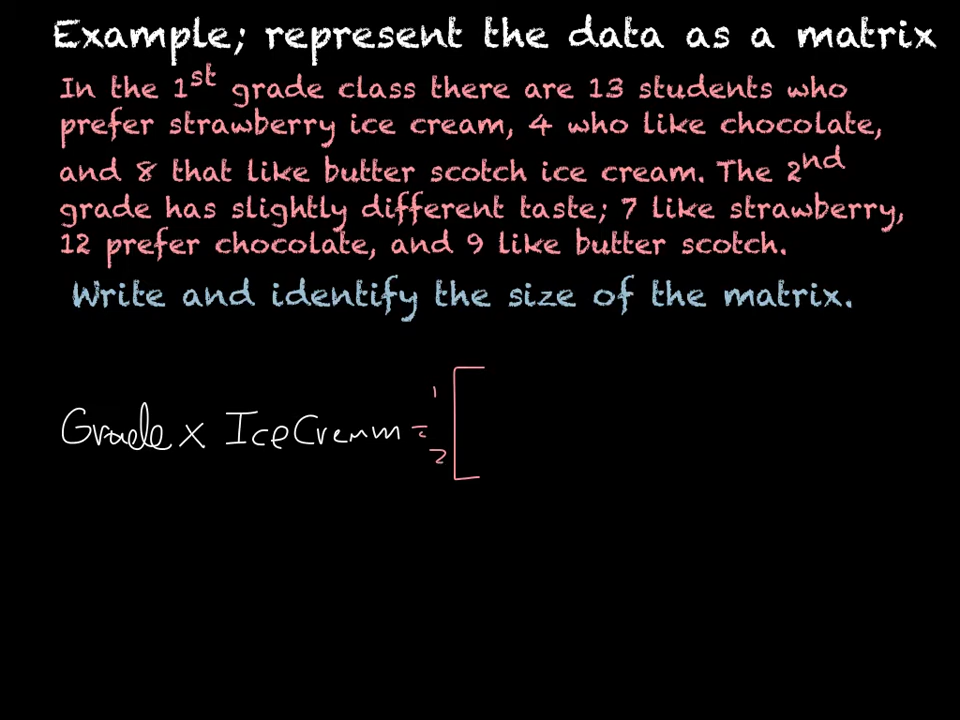 Example; represent the data as a matrix
In the 1st grade class there are 13 students who
prefer strawberry ice cream, 4 who like chocolate,
and 8 that like butter scotch ice cream. The 2nd
grade has slightly different taste; 7 like strawberry,
12 prefer chocolate, and 9 like butter scotch.
Write and identify the size of the matrix.
1
Grade x Ice Cream = [
2